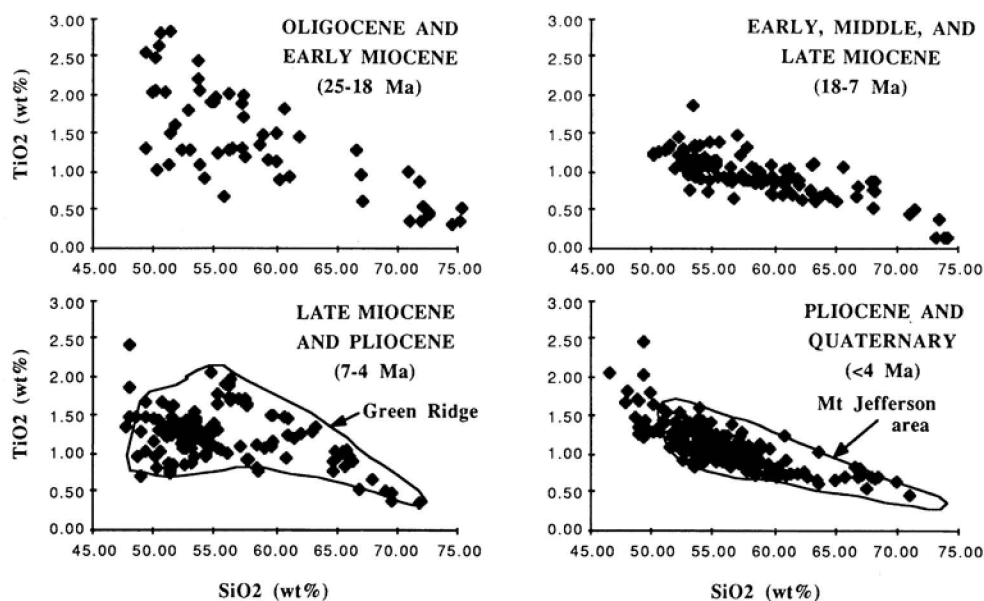 3.00
2.50
2.00
1.50
1.00
0.50
0.00
TiO2 (wt%)
OLIGOCENE AND
EARLY MIOCENE
(25-18 Ma)
45.00 50.00 55.00 60.00 65.00 70.00 75.00
3.00
2.50
2.00
1.50
1.00
0.50
0.00
EARLY, MIDDLE, AND
LATE MIOCENE
(18-7 Ma)
45.00 50.00 55.00 60.00 65.00 70.00 75.00
3.00
2.50
2.00
1.50
1.00
0.50
0.00
TiO2 (wt%)
LATE MIOCENE
AND PLIOCENE
(7-4 Ma)
Green Ridge
45.00 50.00 55.00 60.00 65.00 70.00 75.00
SiO2 (wt%)
3.00
2.50
2.00
1.50
1.00
0.50
0.00
PLIOCENE AND
QUATERNARY
(<4 Ma)
Mt Jefferson
area
45.00 50.00 55.00 60.00 65.00 70.00 75.00
SiO2 (wt%)